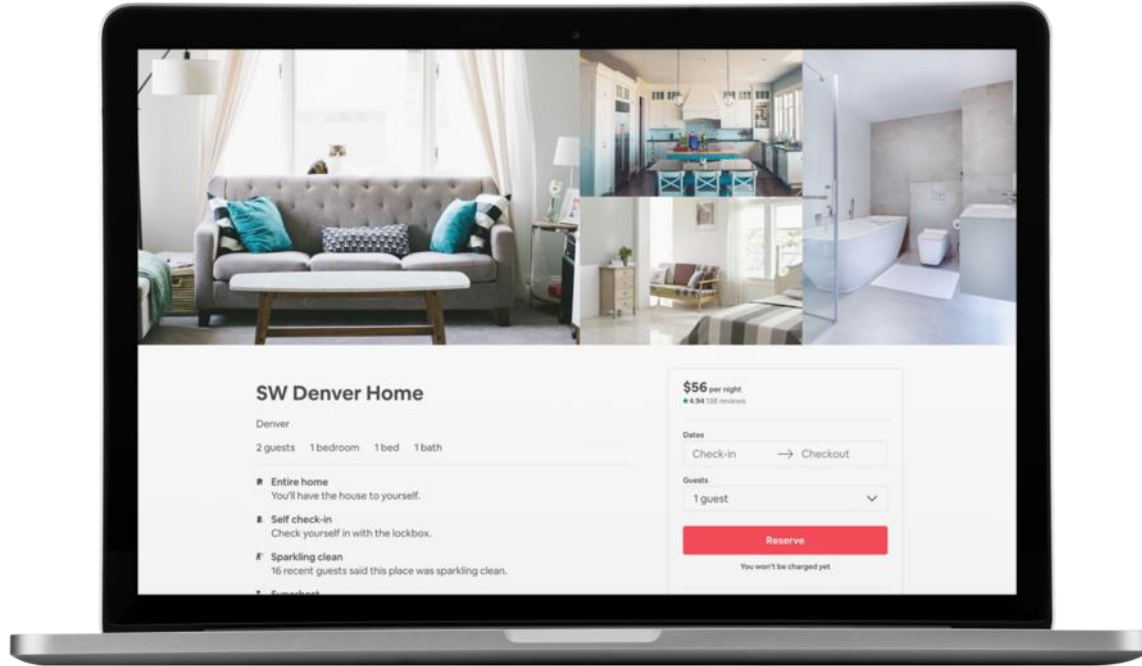 SW Denver Home
Denver
2 guests 1 bedroom 1 bed 1 bath
Entire home
You'll have the house to yourself.
Self check-in
Check yourself in with the lockbox.
Sparkling clean
16 recent guests said this place was sparkling clean.
Superhost
$56 per night
4.94 138 reviews
Dates
Check-in → Checkout
Guests
1 guest
Reserve
You won't be charged yet